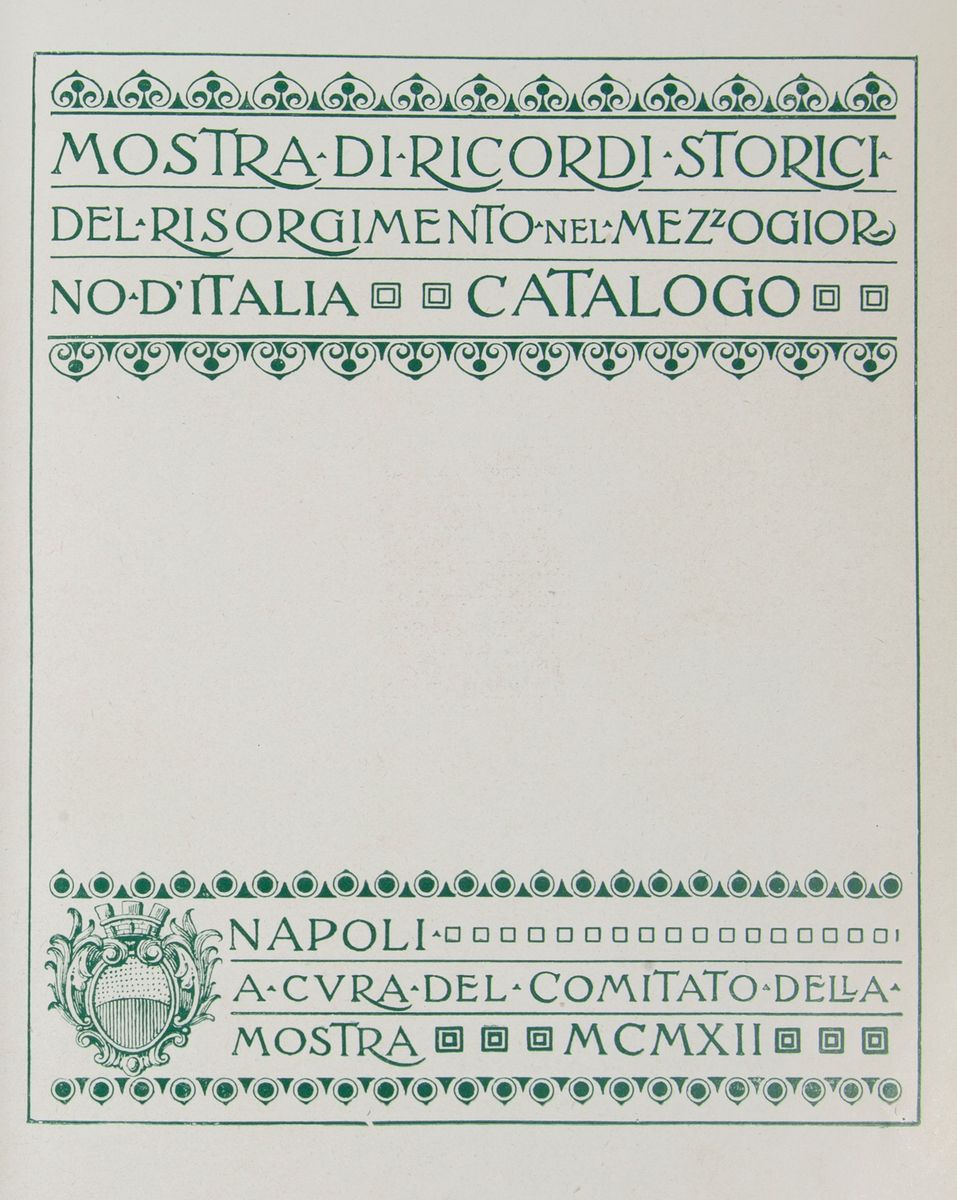 MOSTRA·DI·RICORDI·STORICI·
DEL·RISORGIMENTO·NEL·MEZZOGIOR
NO·D'ITALIA CATALOGO
NAPOLI·
A·CVRA·DEL·COMITATO·DELLA·
MOSTRA MCMXII